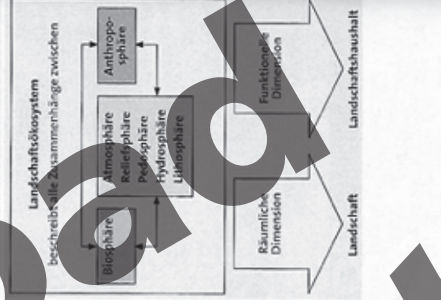 Landschaftsökosystem
beschreibt alle Zusammenhänge zwischen
Biosphäre
Atmosphäre
Reliefsphäre
Pedosphäre
Hydrosphäre
Lithosphäre
Anthropo-
sphäre
Räumliche
Dimension
Funktionelle
Dimension
Landschaft
Landschaftshaushalt